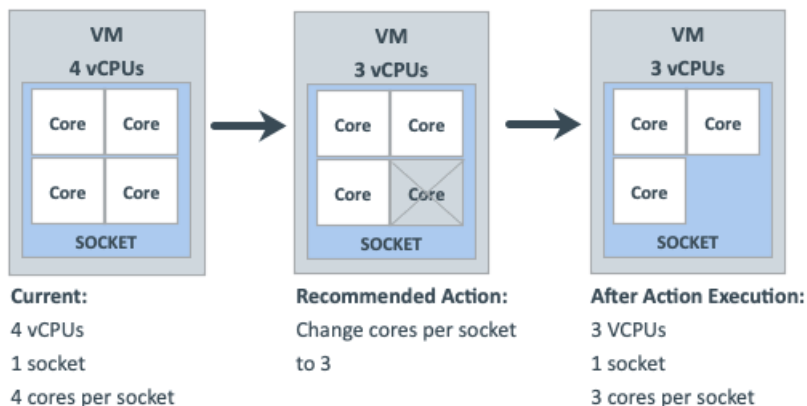 VM
4 vCPUs
Core Core
Core Core
SOCKET
VM
3 vCPUs
Core Core
Core Core
SOCKET
VM
3 vCPUs
Core Core
Core
SOCKET
Current:
4 vCPUs
1 socket
4 cores per socket
Recommended Action:
Change cores per socket
to 3
After Action Execution:
3 VCPUs
1 socket
3 cores per socket